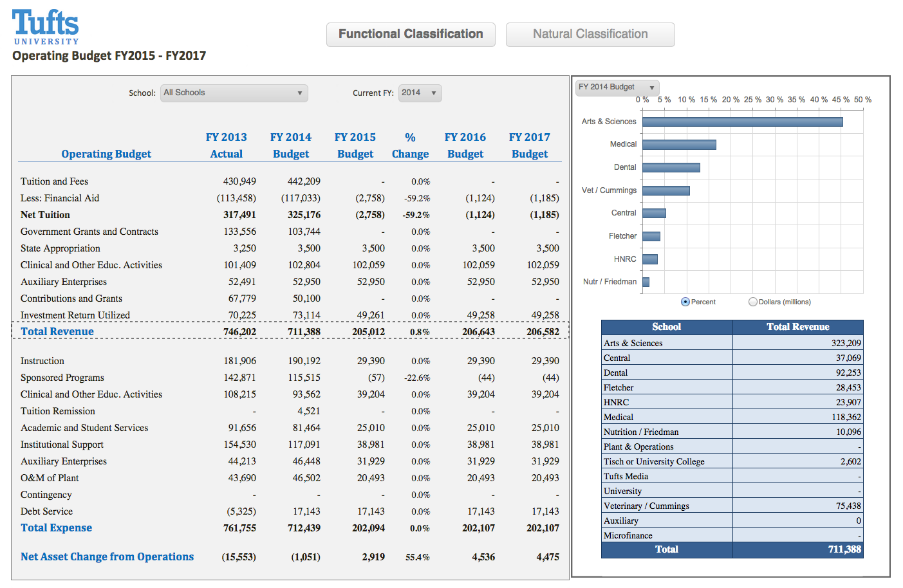 Tufts
UNIVERSITY
Functional Classification Natural Classification
Operating Budget FY2015 - FY2017
School: All Schools Current FY: 2014
FY 2013 FY 2014 FY 2015 % FY 2016 FY 2017
Operating Budget Actual Budget Budget Change Budget Budget
Tuition and Fees 430,949 442,209 - 0.0% - -
Less: Financial Aid (113,458) (117,033) (2,758) -59.2% (1,124) (1,185)
Net Tuition 317,491 325,176 (2,758) -59.2% (1,124) (1,185)
Government Grants and Contracts 133,556 103,744 - 0.0% - -
State Appropriation 3,250 3,500 3,500 0.0% 3,500 3,500
Clinical and Other Educ. Activities 101,409 102,804 102,059 0.0% 102,059 102,059
Auxiliary Enterprises 52,491 52,950 52,950 0.0% 52,950 52,950
Contributions and Grants 67,779 50,100 - 0.0% - -
Investment Return Utilized 70,225 73,114 49,261 0.0% 49,258 49,258
Total Revenue 746,202 711,388 205,012 0.8% 206,643 206,582
Instruction 181,906 190,192 29,390 0.0% 29,390 29,390
Sponsored Programs 142,871 115,515 (57) -22.6% (44) (44)
Clinical and Other Educ. Activities 108,215 93,562 39,204 0.0% 39,204 39,204
Tuition Remission - 4,521 - 0.0% - -
Academic and Student Services 91,656 81,464 25,010 0.0% 25,010 25,010
Institutional Support 154,530 117,091 38,981 0.0% 38,981 38,981
Auxiliary Enterprises 44,213 46,448 31,929 0.0% 31,929 31,929
O&M of Plant 43,690 46,502 20,493 0.0% 20,493 20,493
Contingency - - - 0.0% - -
Debt Service (5,325) 17,143 17,143 0.0% 17,143 17,143
Total Expense 761,755 712,439 202,094 0.0% 202,107 202,107
Net Asset Change from Operations (15,553) (1,051) 2,919 55.4% 4,536 4,475
FY 2014 Budget
0 % 5 % 10 % 15 % 20 % 25 % 30 % 35 % 40 % 45 % 50 %
Arts & Sciences
Medical
Dental
Vet / Cummings
Central
Fletcher
HNRC
Nutr / Friedman
Percent Dollars (millions)
School Total Revenue
Arts & Sciences 323,209
Central 37,069
Dental 92,253
Fletcher 28,453
HNRC 23,907
Medical 118,362
Nutrition / Friedman 10,096
Plant & Operations -
Tisch or University College 2,602
Tufts Media -
University -
Veterinary / Cummings 75,438
Auxiliary 0
Microfinance -
Total 711,388